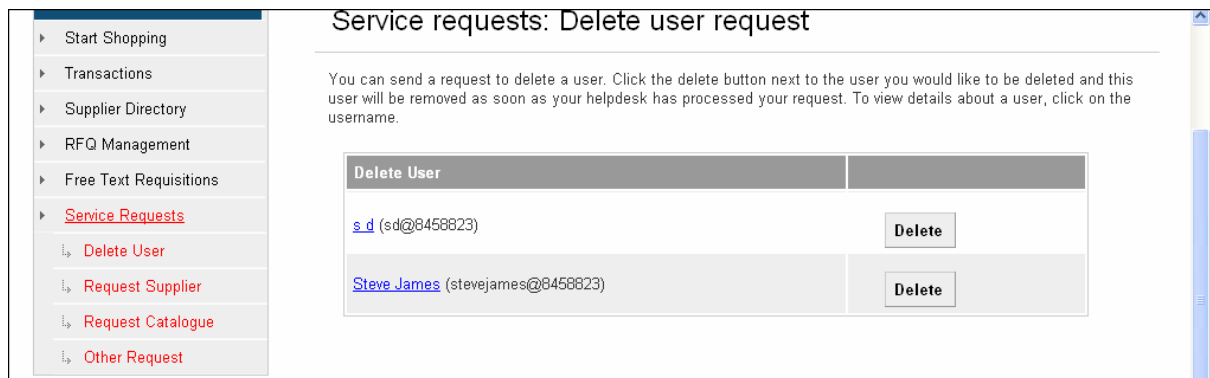 Service requests: Delete user request
Start Shopping
Transactions
Supplier Directory
RFQ Management
Free Text Requisitions
Service Requests
Delete User
Request Supplier
Request Catalogue
Other Request
You can send a request to delete a user. Click the delete button next to the user you would like to be deleted and this
user will be removed as soon as your helpdesk has processed your request. To view details about a user, click on the
username.
Delete User
s d (sd@8458823)
Delete
Steve James (stevejames@8458823)
Delete